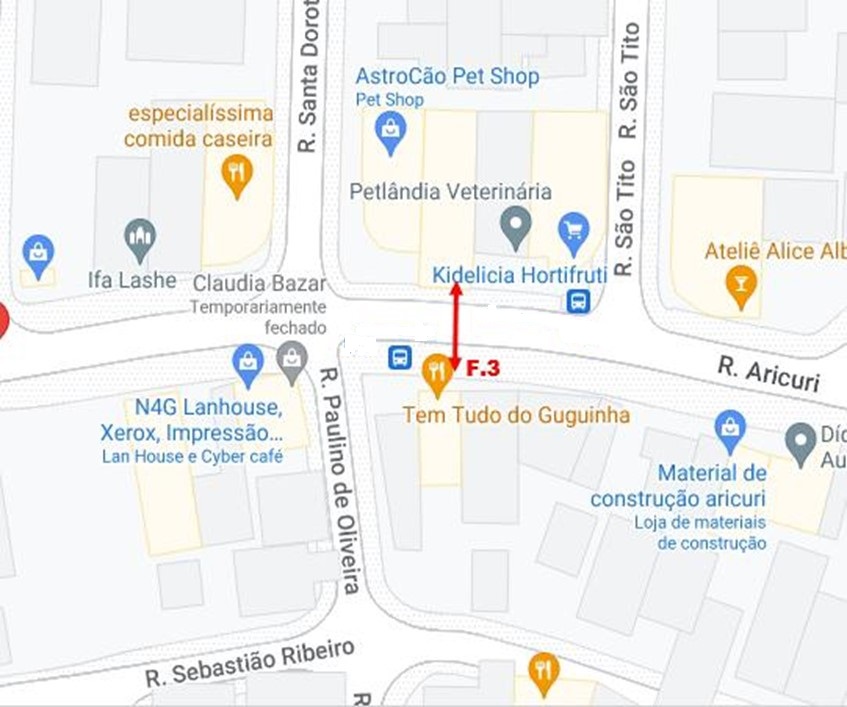 R. Santa Dorot
R. São Tito
AstroCão Pet Shop
Pet Shop
especialíssima
comida caseira
Petlândia Veterinária
R. São Tito
Ateliê Alice Alb
Ifa Lashe
Claudia Bazar
Temporariamente
fechado
Kidelicia Hortifruti
F.3
R. Aricuri
R. Paulino de Oliveira
N4G Lanhouse,
Xerox, Impressão...
Lan House e Cyber café
Tem Tudo do Guguinha
Material de
construção aricuri
Loja de materiais
de construção
Díc
Au
R. Sebastião Ribeiro
R